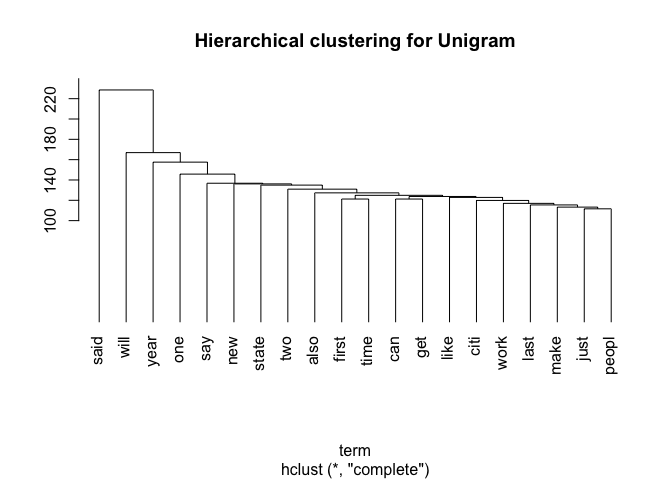 Hierarchical clustering for Unigram
220
180
140
100
said
will
year
one
say
new
state
two
also
first
time
can
get
like
citi
work
last
make
just
peopl
term
hclust (*, "complete")